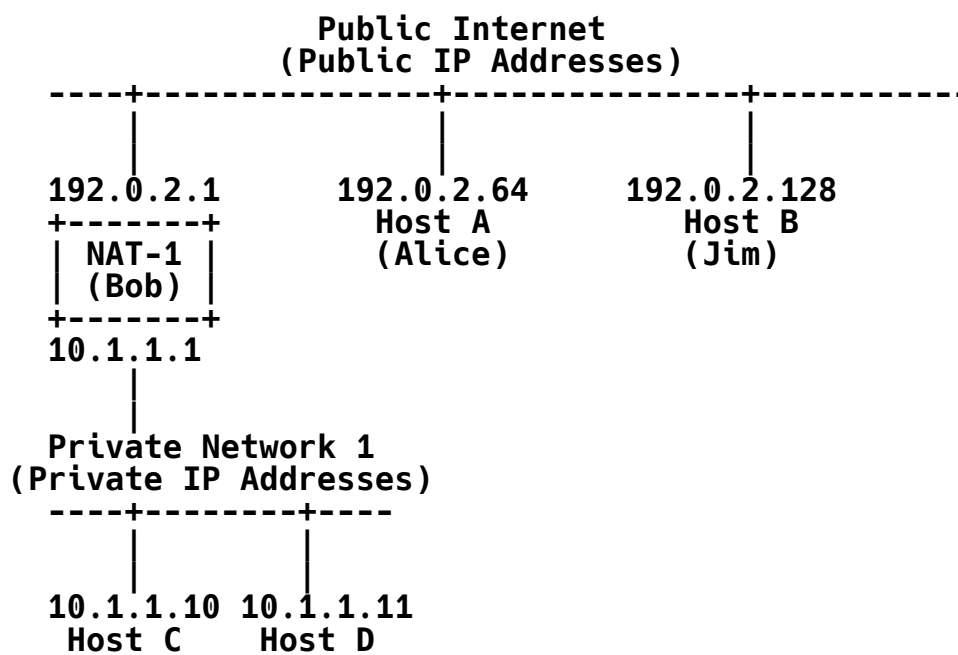 Public Internet
(Public IP Addresses)
----+---------------+---------------+-----------
192.0.2.1 192.0.2.64 192.0.2.128
+-------+ Host A Host B
| NAT-1 | (Alice) (Jim)
| (Bob) |
+-------+
10.1.1.1
Private Network 1
(Private IP Addresses)
----+--------+----
10.1.1.10 10.1.1.11
Host C Host D